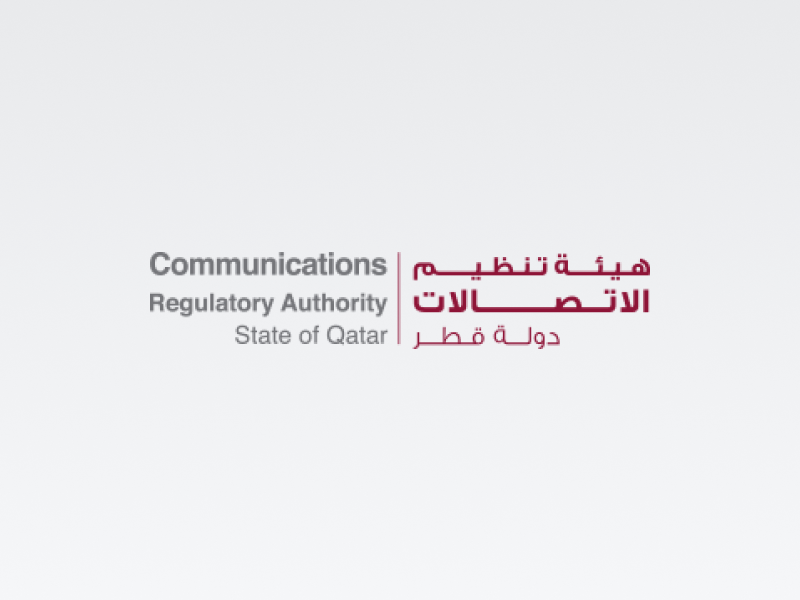 Communications
Regulatory Authority
State of Qatar
هيئة تنظيم
الاتصالات
دولة قطر